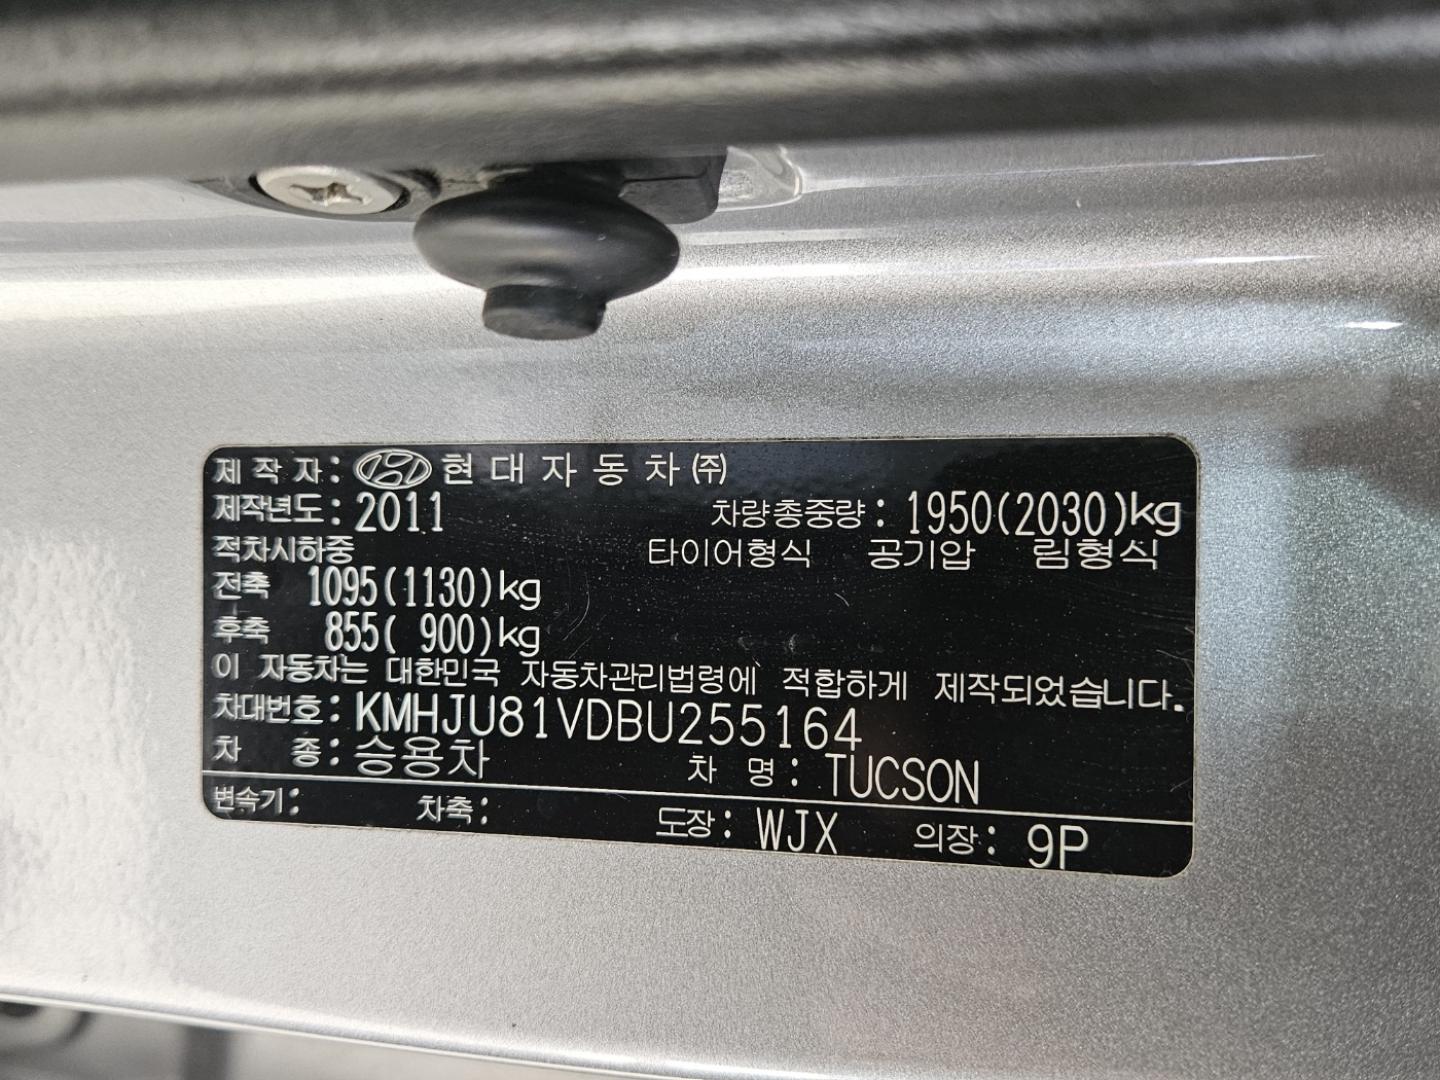 제 작 자: 현대자동차㈜
제작년도: 2011 차량총중량: 1950(2030)kg
적차시하중 타이어형식 공기압 림형식
전축 1095(1130)kg
후축 855( 900)kg
이 자동차는 대한민국 자동차관리법령에 적합하게 제작되었습니다.
차대번호: KMHJU81VDBU255164
차 종: 승용차 차 명: TUCSON
변속기: 차축: 도장: WJX 의장: 9P